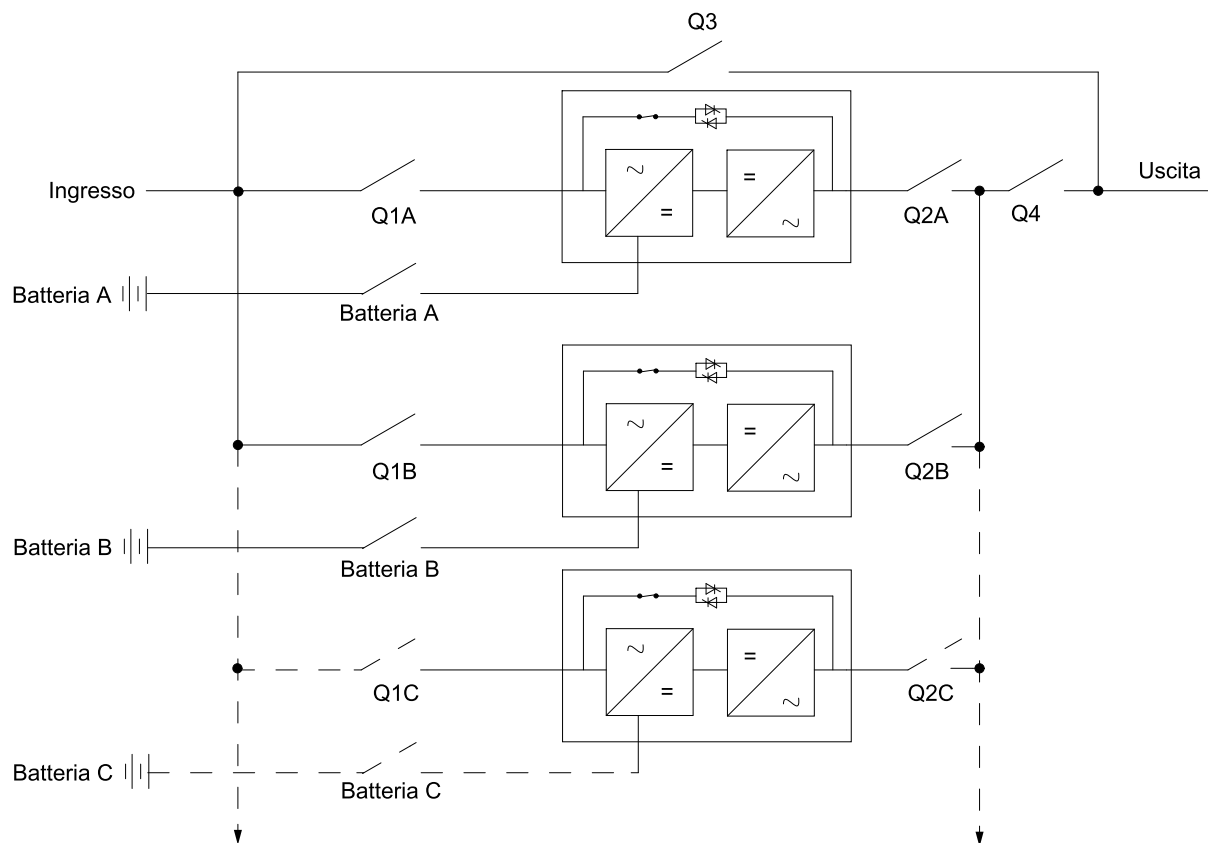 Q3
Ingresso
Q1A
Q2A
Q4
Uscita
Batteria A
Batteria A
Q1B
Q2B
Batteria B
Batteria B
Q1C
Q2C
Batteria C
Batteria C